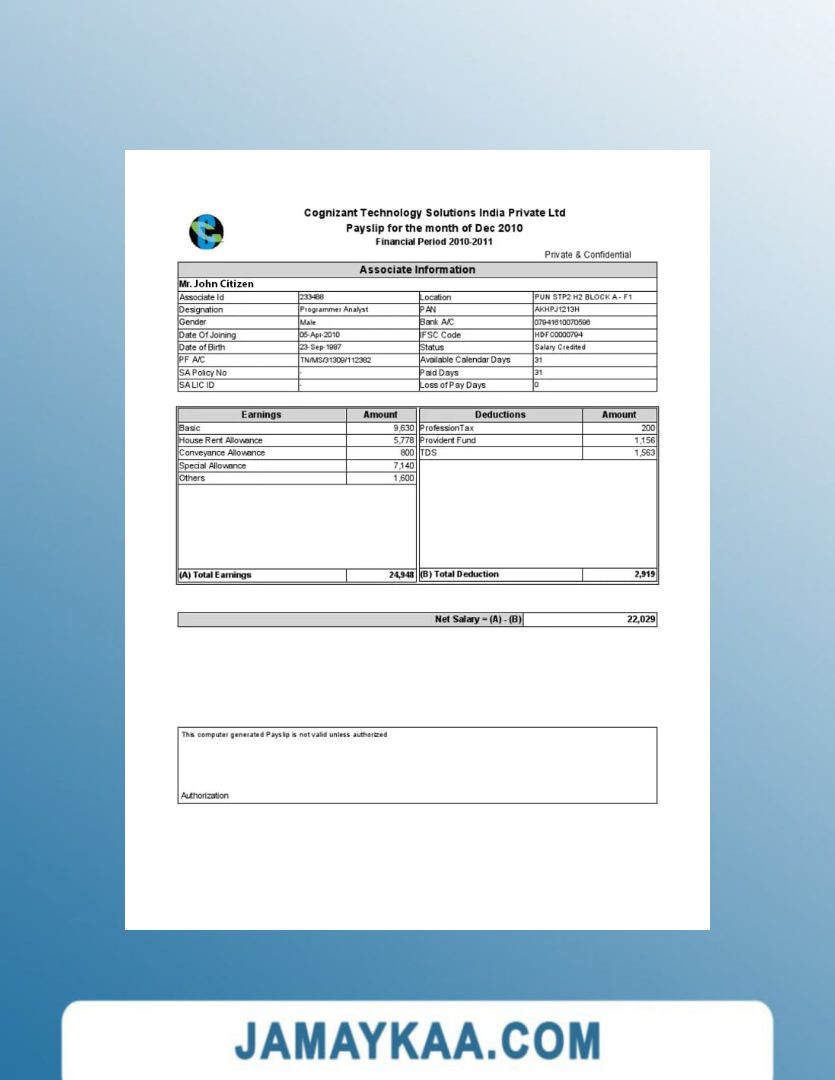 Cognizant Technology Solutions India Private Ltd
Payslip for the month of Dec 2010
Financial Period 2010-2011
Private & Confidential
Associate Information
Mr. John Citizen
Associate Id 233488 Location PUN STP2 H2 BLOCK A - F1
Designation Programmer Analyst PAN AKHPJ1213H
Gender Male Bank A/C 07941610070596
Date Of Joining 05-Apr-2010 IFSC Code HDFC0000794
Date of Birth 23-Sep-1987 Status Salary Credited
PF A/C TN/MS/31309/112382 Available Calendar Days 31
SA Policy No - Paid Days 31
SA LIC ID - Loss of Pay Days 0
Earnings Amount Deductions Amount
Basic 9,630 ProfessionTax 200
House Rent Allowance 5,778 Provident Fund 1,156
Conveyance Allowance 800 TDS 1,563
Special Allowance 7,140
Others 1,600
(A) Total Earnings 24,948 (B) Total Deduction 2,919
Net Salary = (A) - (B) 22,029
This computer generated Payslip is not valid unless authorized
Authorization
JAMAYKAA.COM